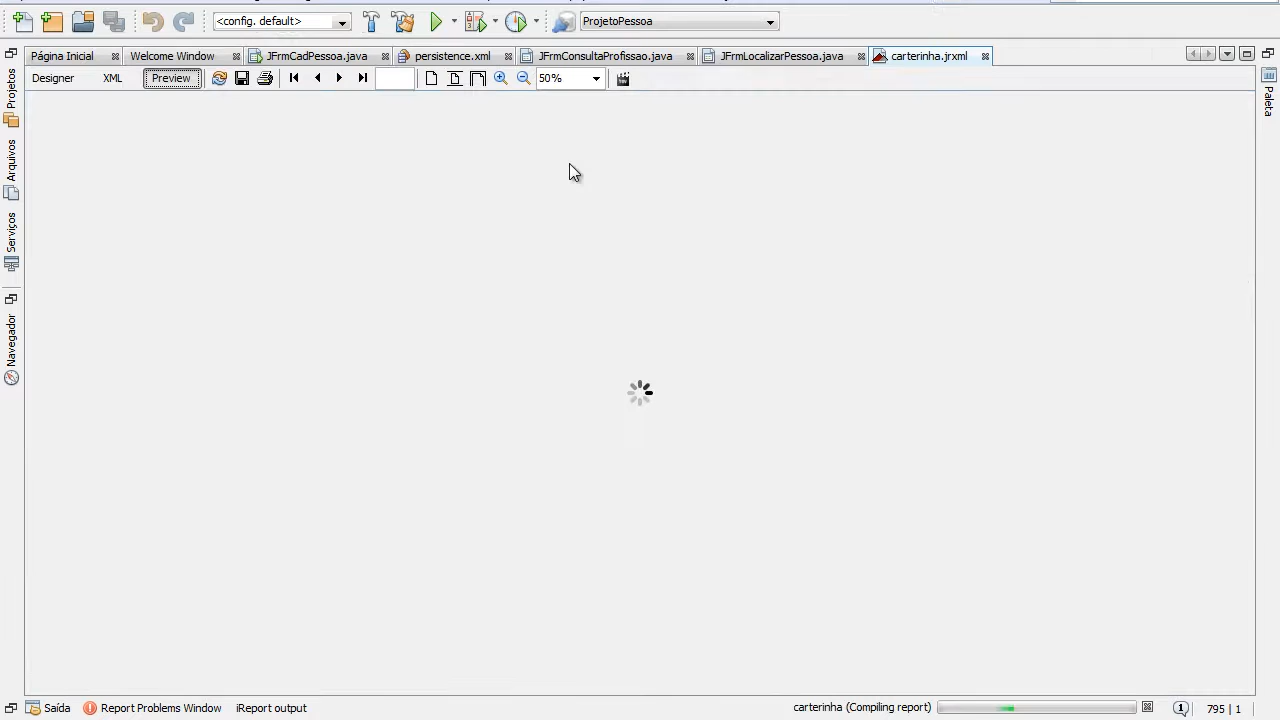 <config. default>
ProjetoPessoa
Página Inicial
Welcome Window
JFrmCadPessoa.java
persistence.xml
JFrmConsultaProfissao.java
JFrmLocalizarPessoa.java
carterinha.jrxml
Designer
XML
Preview
50%
Projetos
Arquivos
Serviços
Navegador
Paleta
Saída
Report Problems Window
iReport output
carterinha (Compiling report)
1
795 | 1